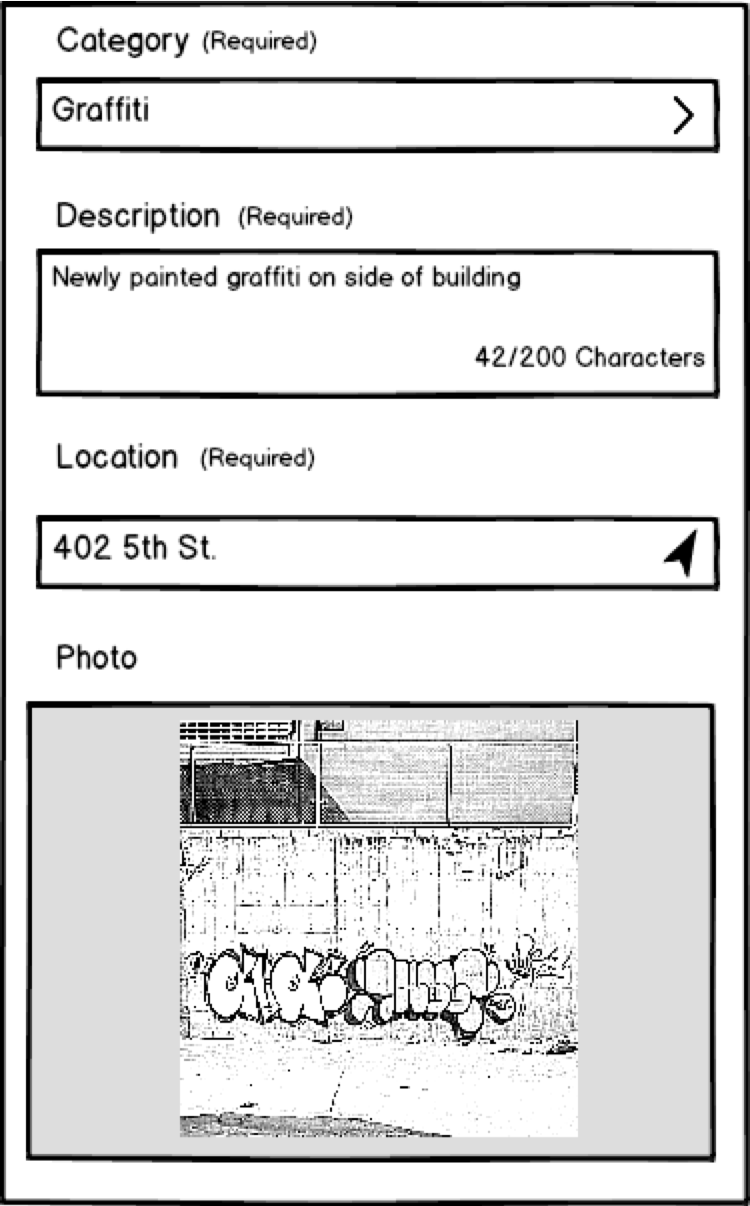 Category (Required)
Graffiti
Description (Required)
Newly painted graffiti on side of building
42/200 Characters
Location (Required)
402 5th St.
Photo